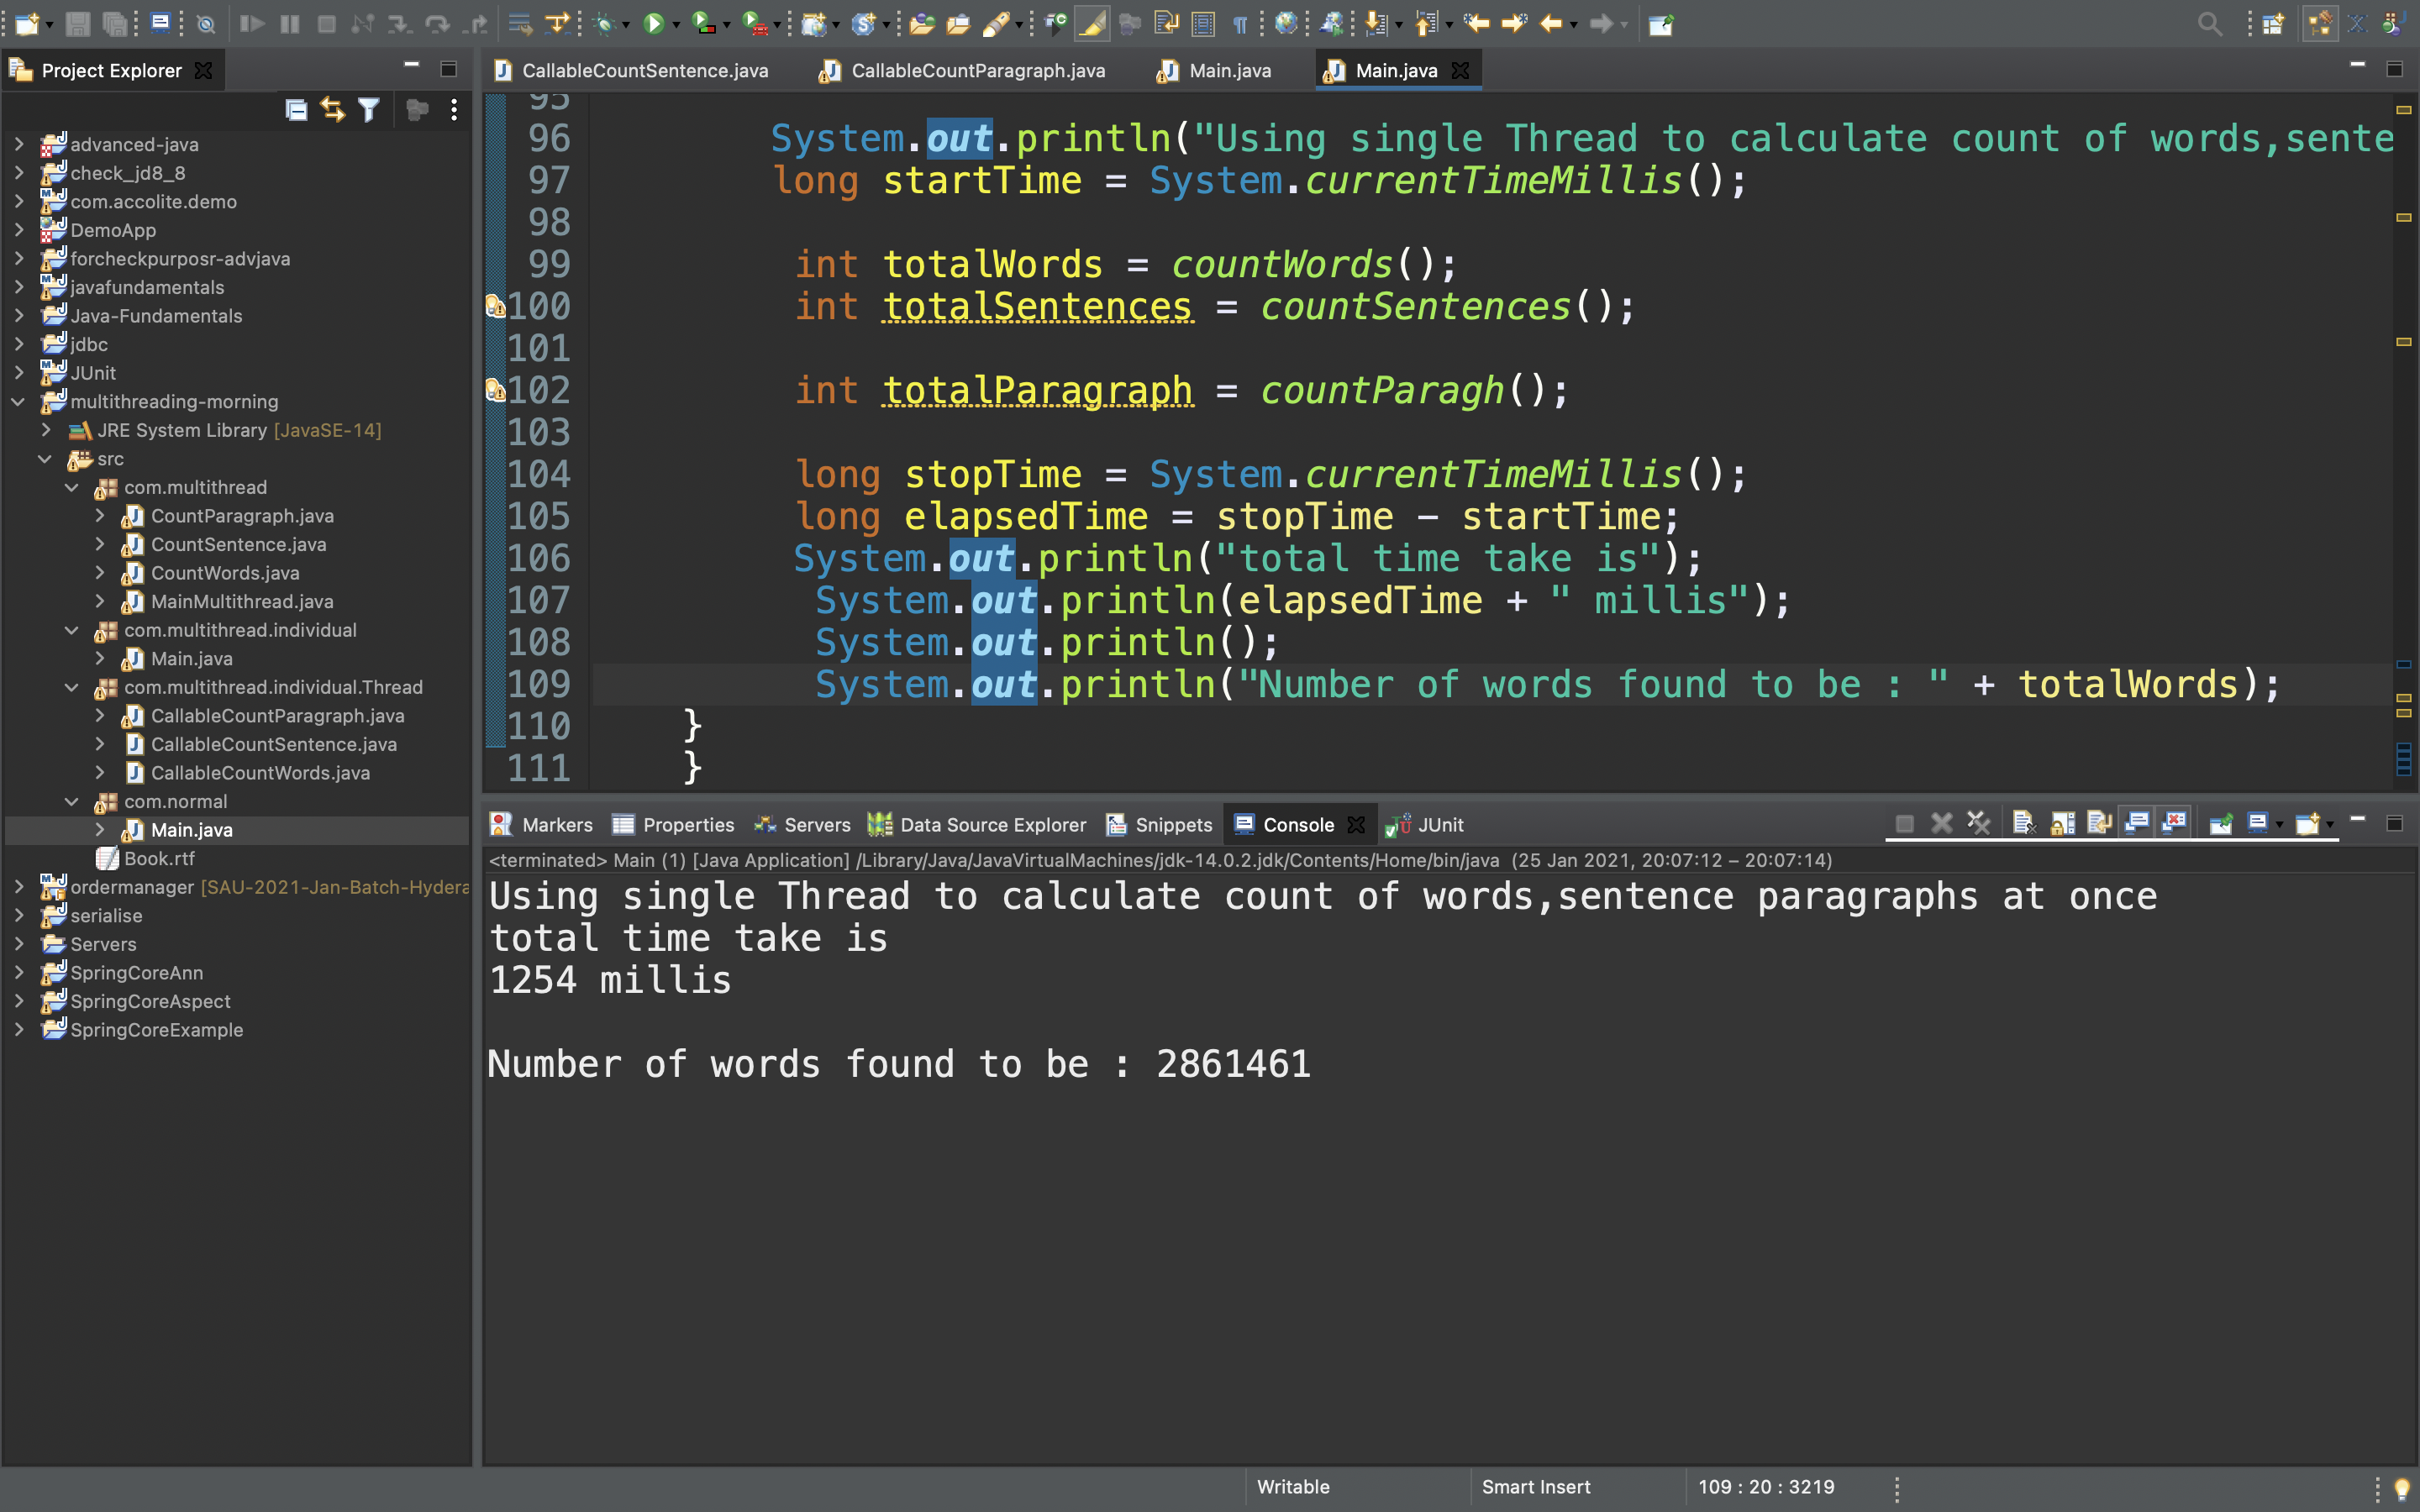 Project Explorer
advanced-java
check_jd8_8
com.accolite.demo
DemoApp
forcheckpurposr-advjava
javafundamentals
Java-Fundamentals
jdbc
JUnit
multithreading-morning
JRE System Library [JavaSE-14]
src
com.multithread
CountParagraph.java
CountSentence.java
CountWords.java
MainMultithread.java
com.multithread.individual
Main.java
com.multithread.individual.Thread
CallableCountParagraph.java
CallableCountSentence.java
CallableCountWords.java
com.normal
Main.java
Book.rtf
ordermanager [SAU-2021-Jan-Batch-Hydera
serialise
Servers
SpringCoreAnn
SpringCoreAspect
SpringCoreExample
CallableCountSentence.java CallableCountParagraph.java Main.java Main.java
95
96 System.out.println("Using single Thread to calculate count of words,sente
97 long startTime = System.currentTimeMillis();
98
99 int totalWords = countWords();
100 int totalSentences = countSentences();
101
102 int totalParagraph = countParagh();
103
104 long stopTime = System.currentTimeMillis();
105 long elapsedTime = stopTime - startTime;
106 System.out.println("total time take is");
107 System.out.println(elapsedTime + " millis");
108 System.out.println();
109 System.out.println("Number of words found to be : " + totalWords);
110 }
111 }
Markers Properties Servers Data Source Explorer Snippets Console JUnit
<terminated> Main (1) [Java Application] /Library/Java/JavaVirtualMachines/jdk-14.0.2.jdk/Contents/Home/bin/java (25 Jan 2021, 20:07:12 – 20:07:14)
Using single Thread to calculate count of words,sentence paragraphs at once
total time take is
1254 millis
Number of words found to be : 2861461
Writable Smart Insert 109 : 20 : 3219